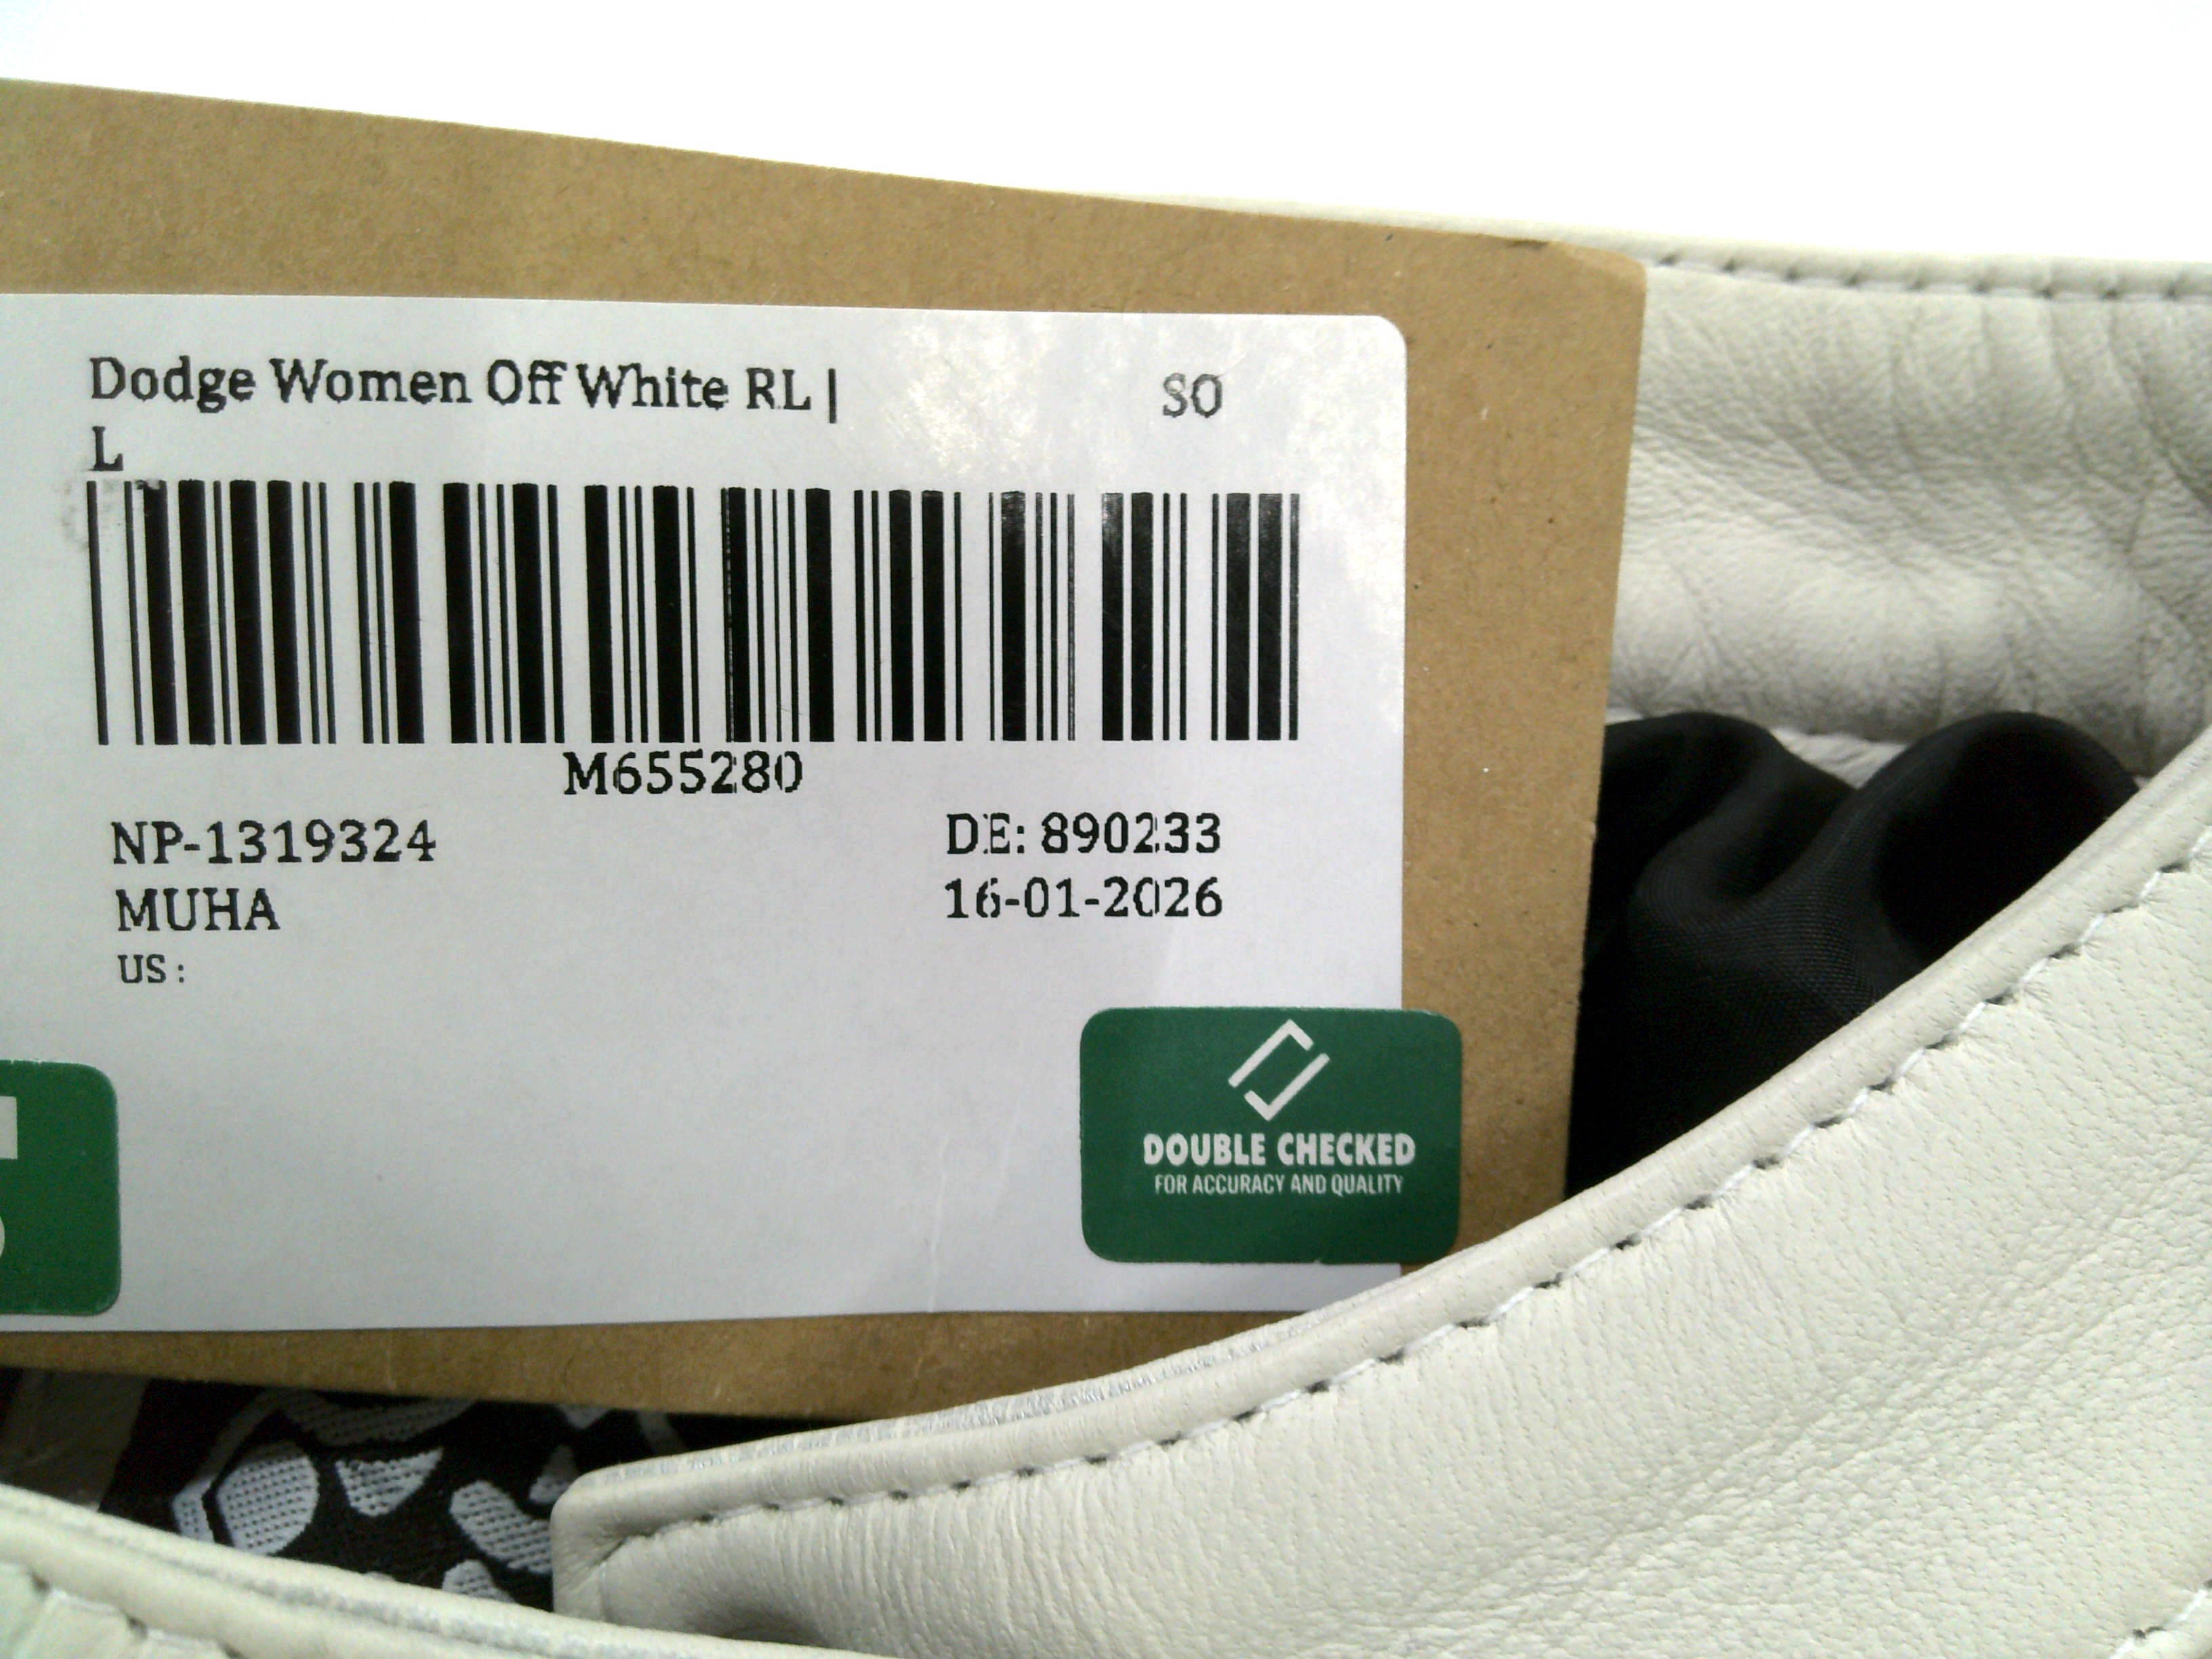 Dodge Women Off White RL |
SO
L
M655280
NP-1319324
DE: 890233
MUHA
16-01-2026
US :
DOUBLE CHECKED
FOR ACCURACY AND QUALITY